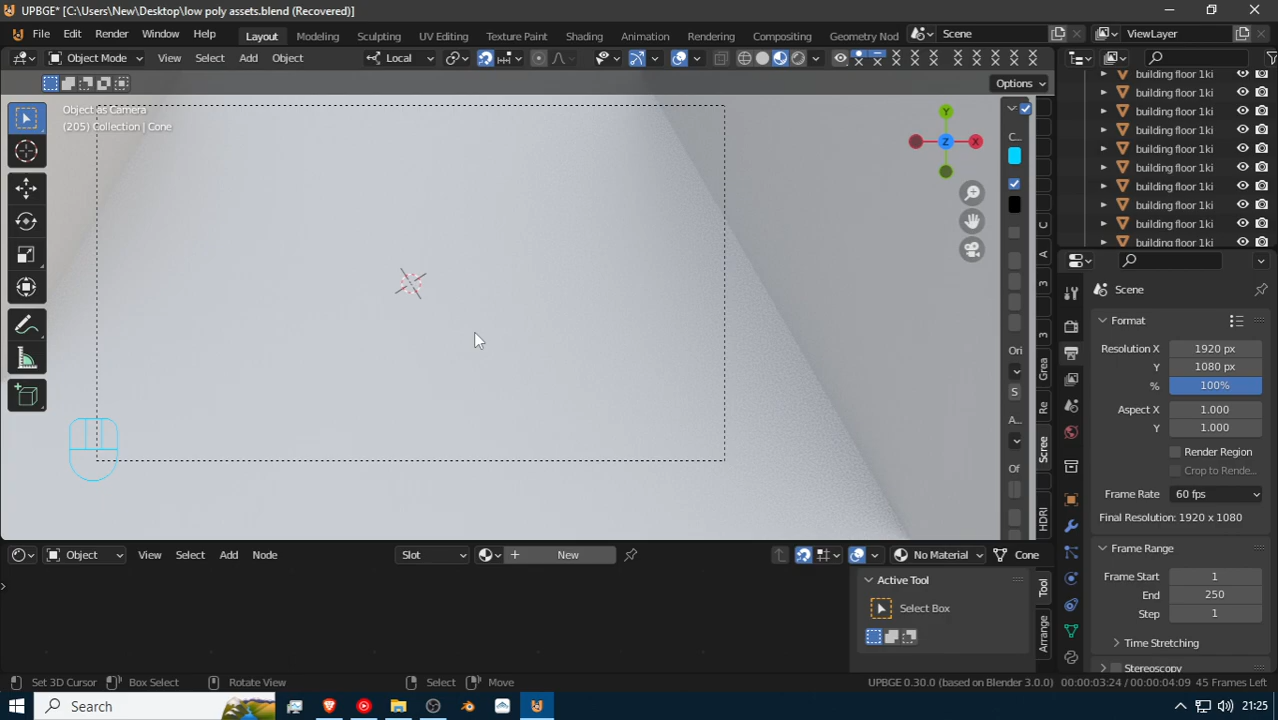 UPBGE* [C:\Users\New\Desktop\low poly assets.blend (Recovered)]
File Edit Render Window Help Layout Modeling Sculpting UV Editing Texture Paint Shading Animation Rendering Compositing Geometry Nod Scene ViewLayer
Object Mode View Select Add Object Local
Options
Object as Camera
(205) Collection | Cone
Y
Z
X
C...
Ori
S
A...
Of
C
A
3
3
Grea
Re
Scree
HDRI
building floor 1ki
building floor 1ki
building floor 1ki
building floor 1ki
building floor 1ki
building floor 1ki
building floor 1ki
building floor 1ki
building floor 1ki
building floor 1ki
Scene
Format
Resolution X 1920 px
Y 1080 px
% 100%
Aspect X 1.000
Y 1.000
Render Region
Crop to Rende...
Frame Rate 60 fps
Final Resolution: 1920 x 1080
Frame Range
Frame Start 1
End 250
Step 1
Time Stretching
Stereoscopy
Object View Select Add Node Slot New No Material Cone
Active Tool
Select Box
Tool
Arrange
Set 3D Cursor Box Select Rotate View Select Move UPBGE 0.30.0 (based on Blender 3.0.0) 00:00:03:24 / 00:00:04:09 45 Frames Left
Search 21:25